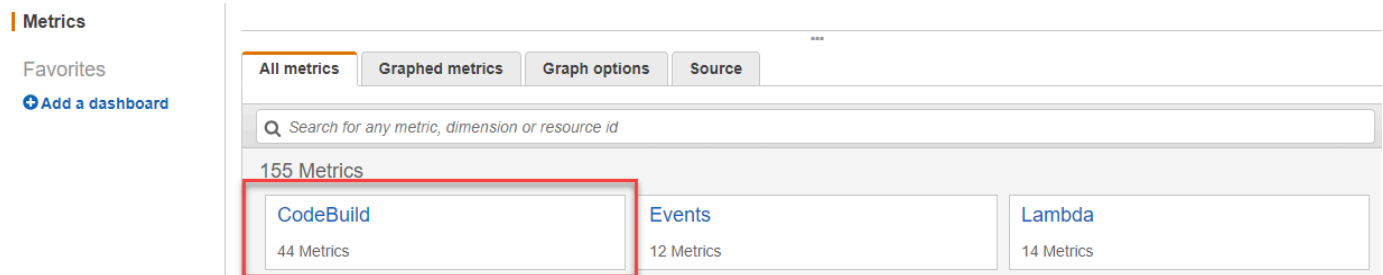 Metrics
Favorites
Add a dashboard
All metrics Graphed metrics Graph options Source
Search for any metric, dimension or resource id
155 Metrics
CodeBuild Events Lambda
44 Metrics 12 Metrics 14 Metrics